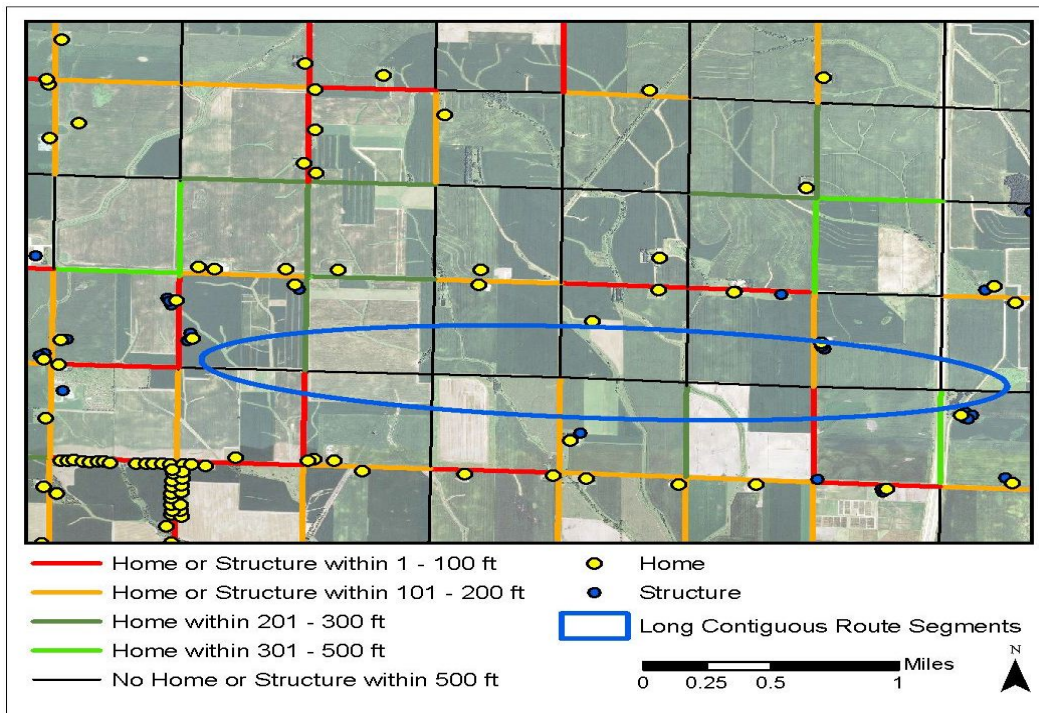 Home or Structure within 1 - 100 ft
Home or Structure within 101 - 200 ft
Home within 201 - 300 ft
Home within 301 - 500 ft
No Home or Structure within 500 ft
Home
Structure
Long Contiguous Route Segments
Miles
0 0.25 0.5 1
N